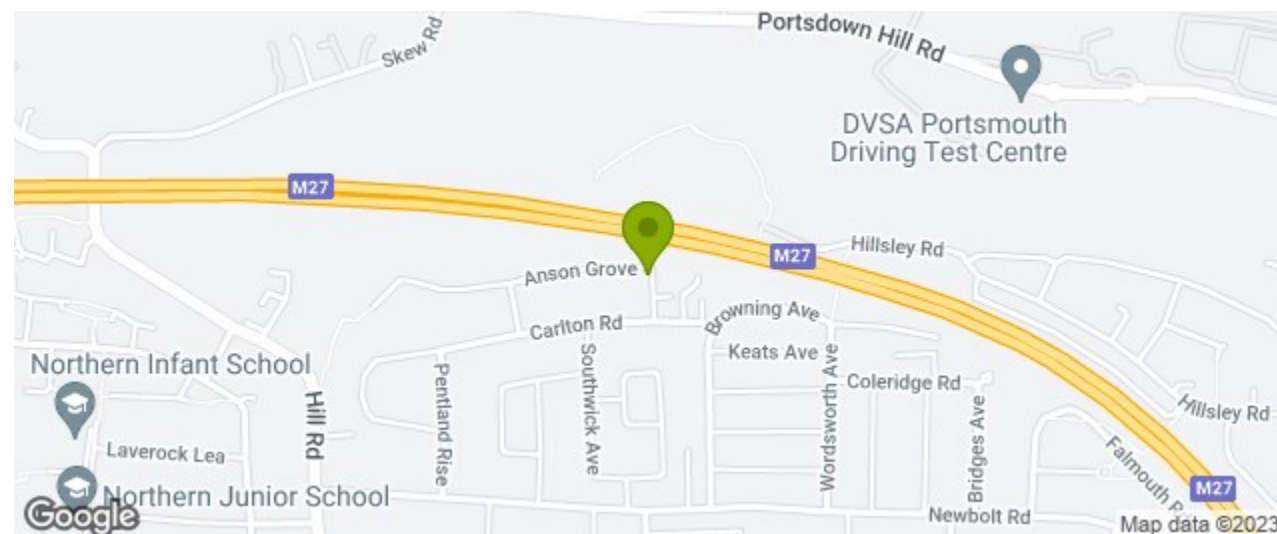 Portsdown Hill Rd
Skew Rd
DVSA Portsmouth
Driving Test Centre
M27
M27
Hillsley Rd
Anson Grove
Browning Ave
Carlton Rd
Keats Ave
Northern Infant School
Southwick Ave
Wordsworth Ave
Coleridge Rd
Pentland Rise
Hill Rd
Bridges Ave
Hillsley Rd
Laverock Lea
Falmouth
M27
Northern Junior School
Newbolt Rd
Google
Map data ©2023